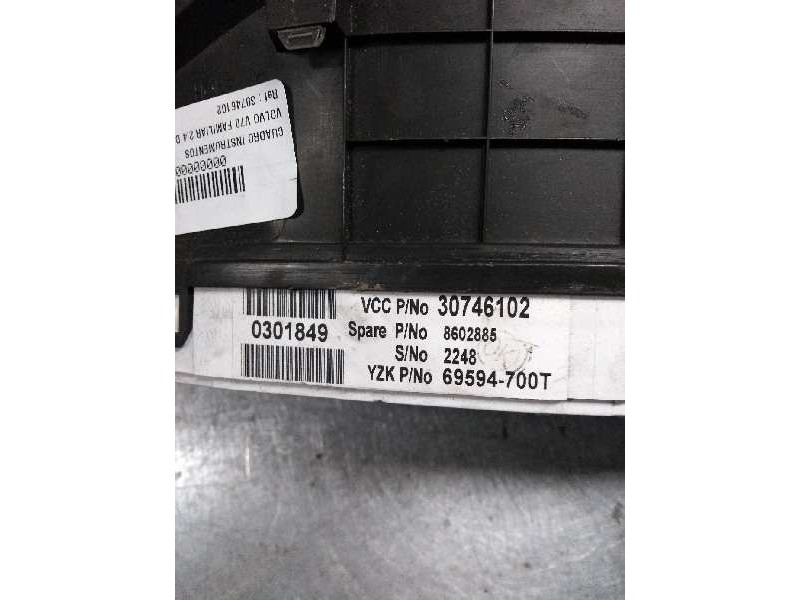 Ref.: 30746102
VOLVO V70 FAMILIAR 2.4 D
CUADRO INSTRUMENTOS
0301849
VCC P/No 30746102
Spare P/No 8602885
S/No 2248
YZK P/No 69594-700T